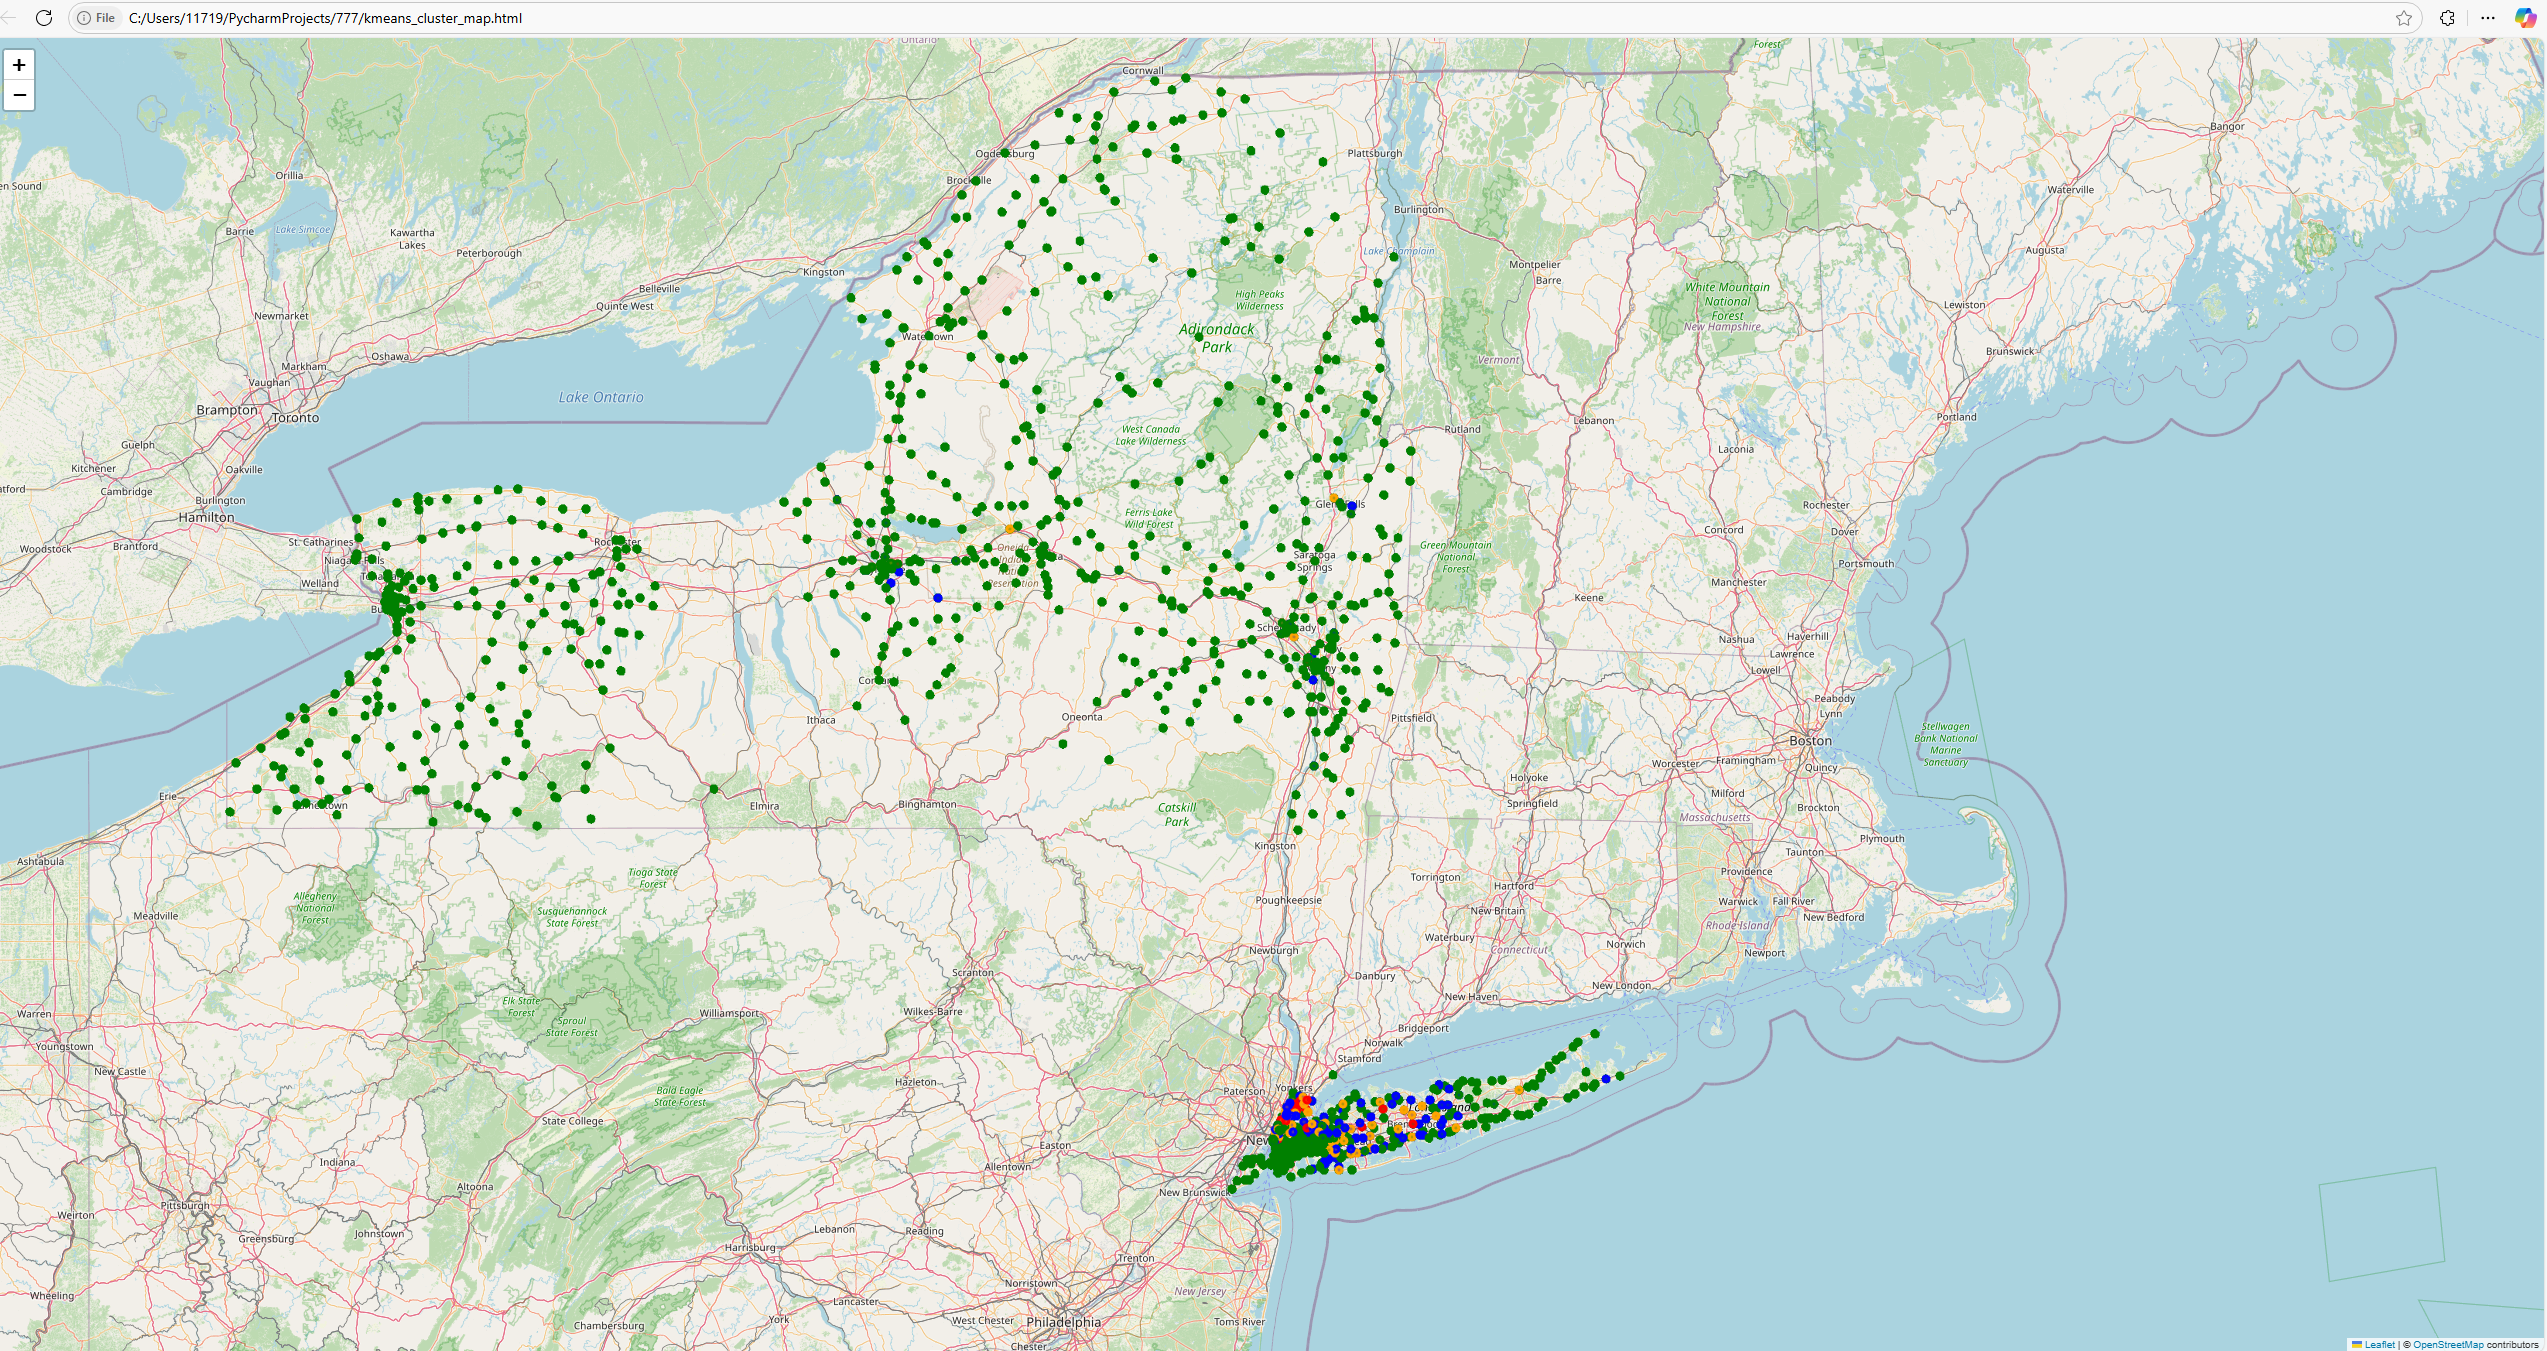 File
C:/Users/11719/PycharmProjects/777/kmeans_cluster_map.html
+
−
Ontario
Forest
Cornwall
Bangor
Orillia
Plattsburgh
en Sound
Brockville
Waterville
Barrie
Lake Simcoe
Kawartha
Lakes
Burlington
Peterborough
Augusta
Lake Champlain
Kingston
Montpelier
Barre
Belleville
Quinte West
High Peaks
Wilderness
White Mountain
National
Forest
New Hampshire
Lewiston
Newmarket
Adirondack
Park
Brunswick
Oshawa
Markham
Vaughan
Vermont
Brampton
Toronto
Lake Ontario
Portland
Guelph
West Canada
Lake Wilderness
Rutland
Lebanon
Laconia
Kitchener
Oakville
Cambridge
atford
Burlington
Hamilton
Rochester
Ferris Lake
Wild Forest
Concord
Dover
St. Catharines
Woodstock
Brantford
Green Mountain
National
Forest
Saratoga
Springs
Portsmouth
Welland
Manchester
Keene
Nashua
Haverhill
Lawrence
Lowell
Peabody
Lynn
Oneonta
Ithaca
Pittsfield
Stellwagen
Bank National
Marine
Sanctuary
Boston
Worcester
Framingham
Quincy
Holyoke
Springfield
Milford
Brockton
Erie
Elmira
Binghamton
Catskill
Park
Massachusetts
Plymouth
Kingston
Taunton
Ashtabula
Providence
Tioga State
Forest
Torrington
Hartford
Allegheny
National
Forest
Susquehannock
State Forest
Meadville
Poughkeepsie
New Britain
Warwick
Fall River
New Bedford
Rhode Island
Waterbury
Norwich
Newburgh
Connecticut
Newport
Scranton
Danbury
New London
New Haven
Elk State
Forest
Sproul
State Forest
Warren
Williamsport
Wilkes-Barre
Bridgeport
Norwalk
Youngstown
Stamford
New Castle
Hazleton
Paterson
Yonkers
Bald Eagle
State Forest
State College
Easton
Indiana
Allentown
Altoona
New Brunswick
Pittsburgh
Weirton
Greensburg
Johnstown
Lebanon
Reading
Harrisburg
Trenton
Norristown
New Jersey
Wheeling
Lancaster
York
West Chester
Philadelphia
Toms River
Chambersburg
Chester
Leaflet | © OpenStreetMap contributors